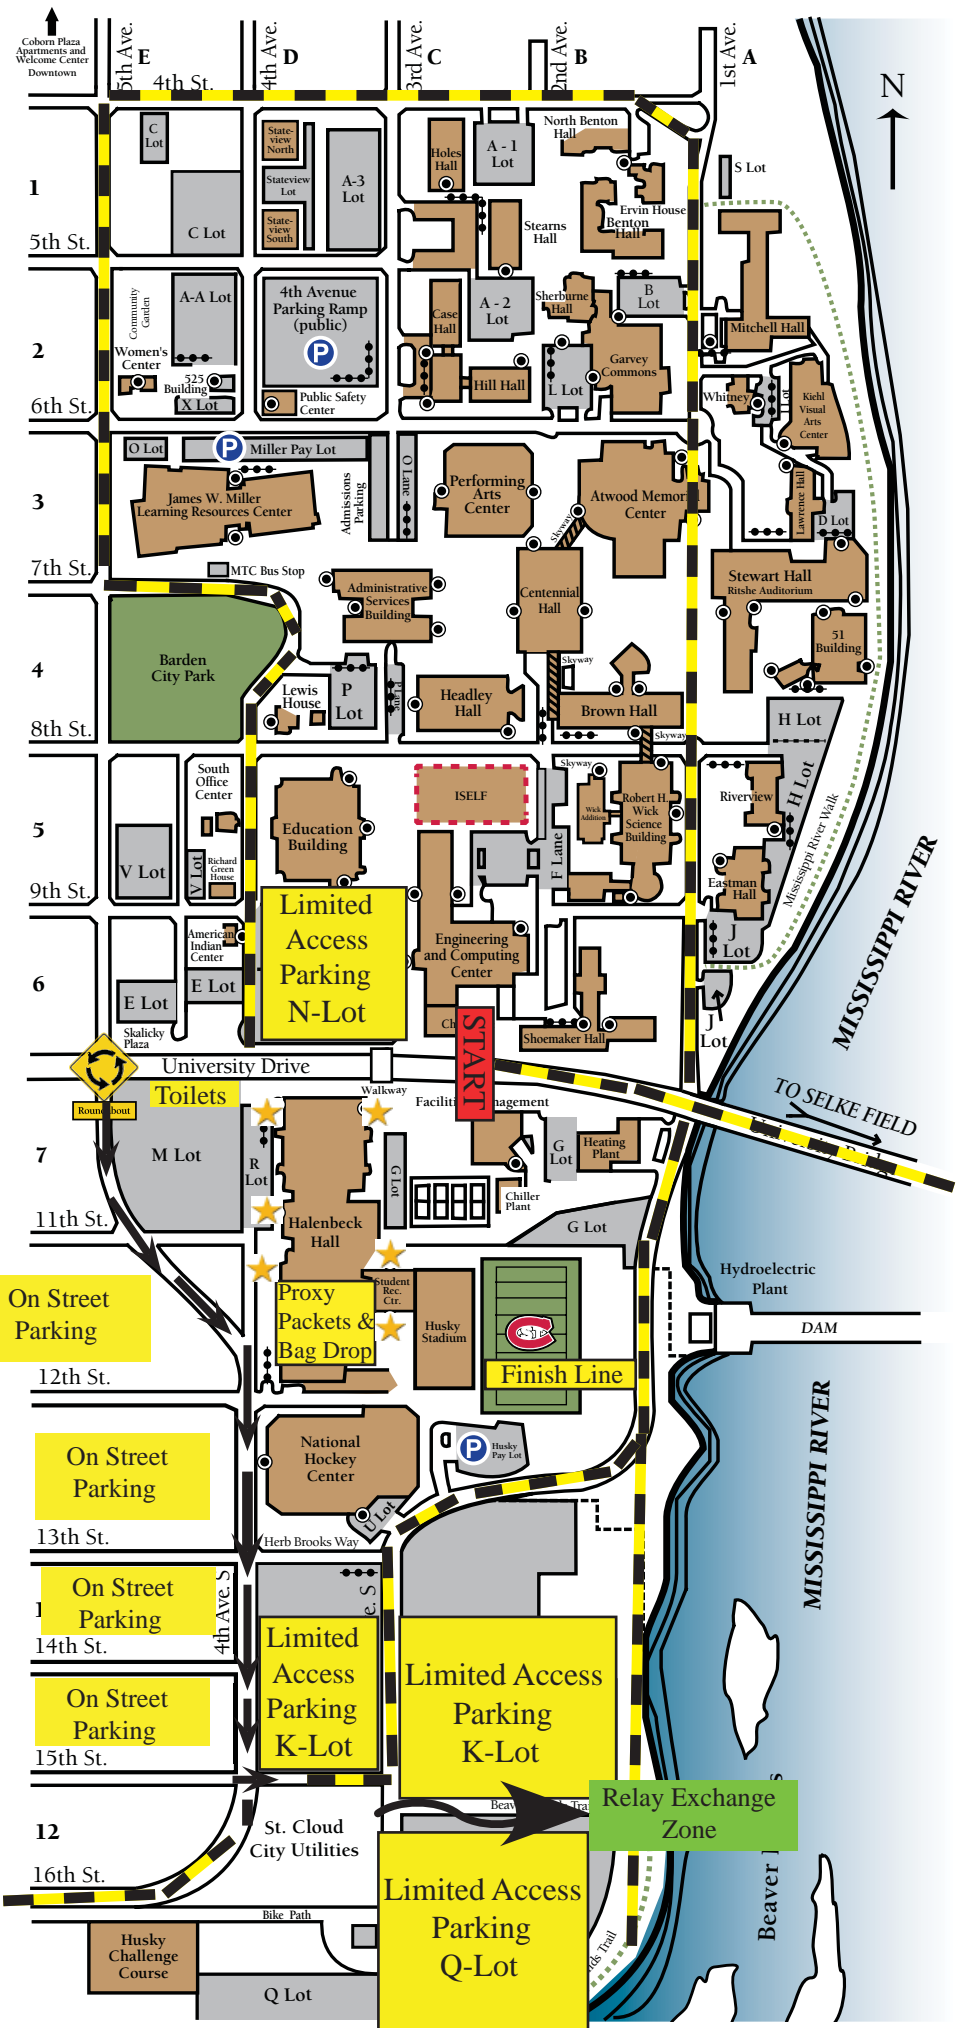 Coborn Plaza
Apartments and
Welcome Center
Downtown
E
5th Ave.
4th St.
4th Ave.
D
3rd Ave.
C
2nd Ave.
B
1st Ave.
A
N
C
Lot
State-
view
North
Stateview
Lot
State-
view
South
A-3
Lot
Holes
Hall
A - 1
Lot
North Benton
Hall
S Lot
1
C Lot
5th St.
Stearns
Hall
Ervin House
Benton
Hall
Community
Garden
A-A Lot
4th Avenue
Parking Ramp
(public)
P
Case
Hall
A - 2
Lot
Sherburne
Hall
B
Lot
Mitchell Hall
2
Women's
Center
525
Building
X Lot
6th St.
Public Safety
Center
Hill Hall
L Lot
Garvey
Commons
Whitney
I Lot
Kiehl
Visual
Arts
Center
O Lot
P
Miller Pay Lot
3
James W. Miller
Learning Resources Center
Admissions
Parking
O Lane
Performing
Arts
Center
Skyway
Atwood Memorial
Center
Lawrence Hall
D Lot
7th St.
MTC Bus Stop
Administrative
Services
Building
Centennial
Hall
Stewart Hall
Ritshe Auditorium
51
Building
4
Barden
City Park
Lewis
House
P
Lot
P Lane
Headley
Hall
Skyway
Brown Hall
Skyway
H Lot
8th St.
South
Office
Center
ISELF
Skyway
Wick
Addition
Robert H.
Wick
Science
Building
Riverview
H Lot
Mississippi River Walk
5
V Lot
V Lot
Richard
Green
House
Education
Building
F Lane
Eastman
Hall
9th St.
MISSISSIPPI RIVER
Limited
Access
Parking
N-Lot
American
Indian
Center
Engineering
and Computing
Center
J
Lot
6
E Lot
E Lot
Skalicky
Plaza
START
Shoemaker Hall
J
Lot
University Drive
Walkway
Toilets
TO SELKE FIELD
7
M Lot
R
Lot
G Lot
G
Lot
Heating
Plant
Chiller
Plant
11th St.
Halenbeck
Hall
G Lot
Hydroelectric
Plant
On Street
Parking
Proxy
Packets &
Bag Drop
Student
Rec.
Ctr.
Husky
Stadium
C
DAM
Finish Line
12th St.
On Street
Parking
National
Hockey
Center
P
Husky
Pay Lot
U Lot
13th St.
Herb Brooks Way
MISSISSIPPI RIVER
On Street
Parking
4th Ave. S
14th St.
Limited
Access
Parking
K-Lot
Limited Access
Parking
K-Lot
On Street
Parking
15th St.
Relay Exchange
Zone
12
St. Cloud
City Utilities
16th St.
Limited Access
Parking
Q-Lot
Beaver
Bike Path
Husky
Challenge
Course
Q Lot
Trail